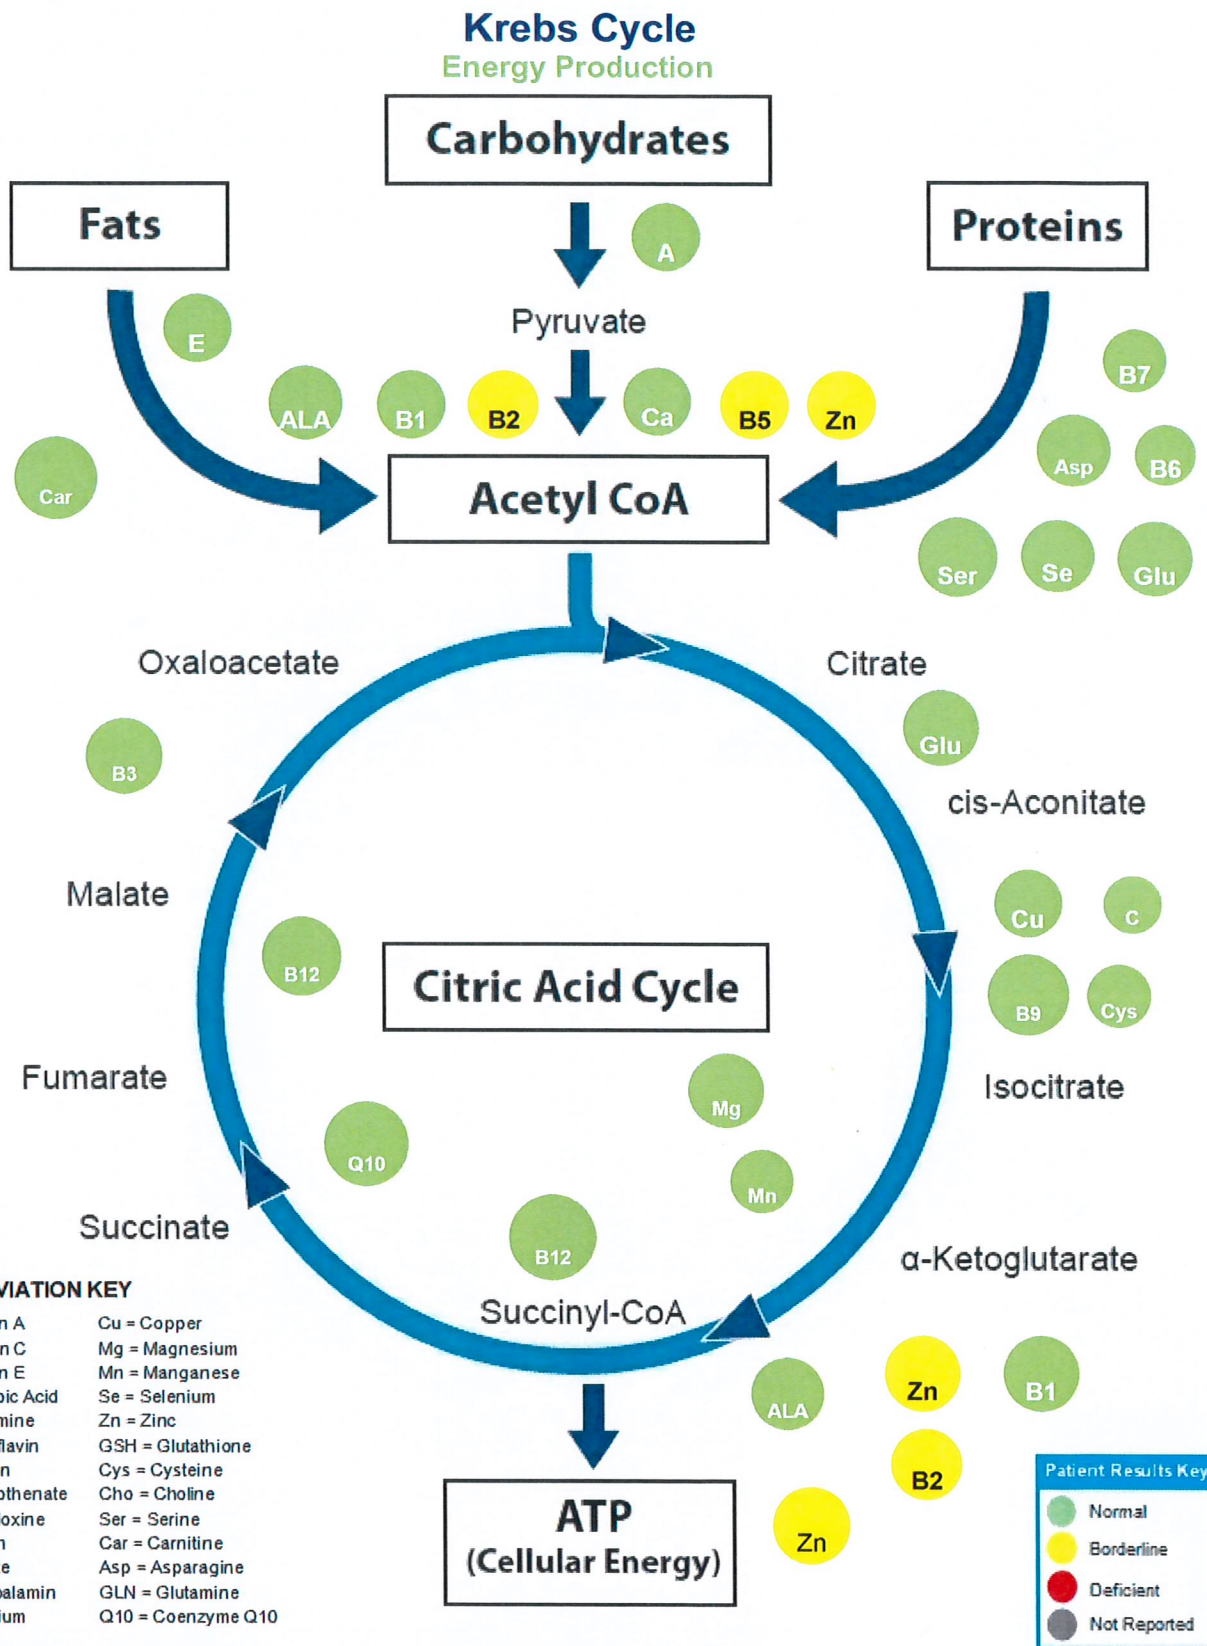 Krebs Cycle
Energy Production
Carbohydrates
Fats
Proteins
A
E
Pyruvate
B7
ALA
B1
B2
Ca
B5
Zn
Asp
B6
Car
Acetyl CoA
Ser
Se
Glu
Oxaloacetate
Citrate
Glu
B3
cis-Aconitate
Malate
Cu
C
B12
Citric Acid Cycle
B9
Cys
Fumarate
Isocitrate
Mg
Q10
Mn
Succinate
B12
α-Ketoglutarate
Succinyl-CoA
ALA
Zn
B1
B2
Zn
ATP
(Cellular Energy)
VIATION KEY
n A
n C
n E
bic Acid
mine
flavin
n
othenate
loxine
n
te
balamin
ium
Cu = Copper
Mg = Magnesium
Mn = Manganese
Se = Selenium
Zn = Zinc
GSH = Glutathione
Cys = Cysteine
Cho = Choline
Ser = Serine
Car = Carnitine
Asp = Asparagine
GLN = Glutamine
Q10 = Coenzyme Q10
Patient Results Key
Normal
Borderline
Deficient
Not Reported